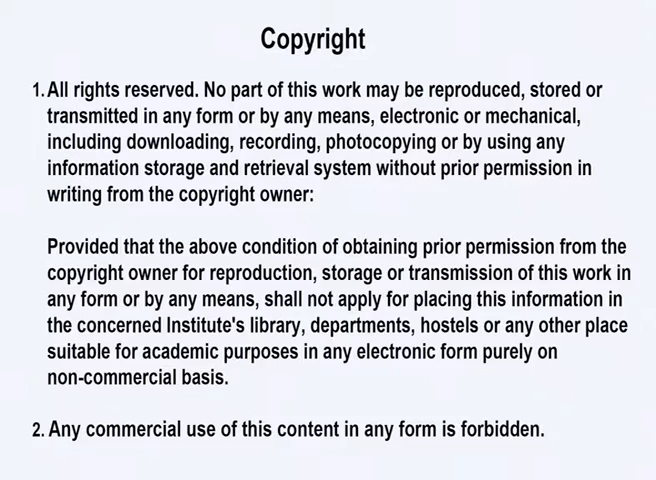 Copyright
1. All rights reserved. No part of this work may be reproduced, stored or
transmitted in any form or by any means, electronic or mechanical,
including downloading, recording, photocopying or by using any
information storage and retrieval system without prior permission in
writing from the copyright owner:
Provided that the above condition of obtaining prior permission from the
copyright owner for reproduction, storage or transmission of this work in
any form or by any means, shall not apply for placing this information in
the concerned Institute's library, departments, hostels or any other place
suitable for academic purposes in any electronic form purely on
non-commercial basis.
2. Any commercial use of this content in any form is forbidden.